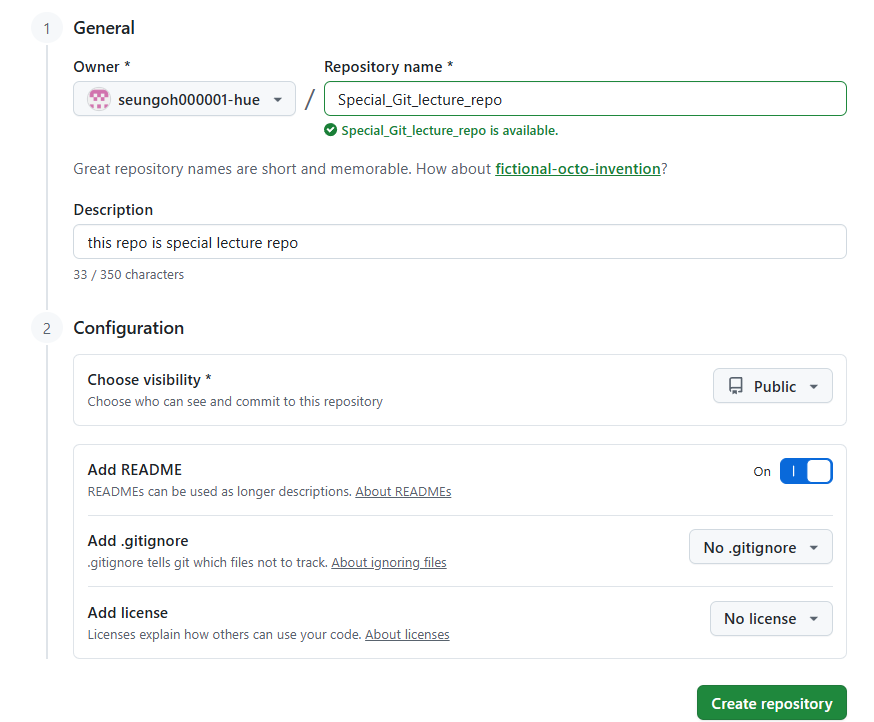 1 General
Owner * Repository name *
seungoh000001-hue / Special_Git_lecture_repo
Special_Git_lecture_repo is available.
Great repository names are short and memorable. How about fictional-octo-invention?
Description
this repo is special lecture repo
33 / 350 characters
2 Configuration
Choose visibility *
Choose who can see and commit to this repository
Public
Add README
READMEs can be used as longer descriptions. About READMEs
On
Add .gitignore
.gitignore tells git which files not to track. About ignoring files
No .gitignore
Add license
Licenses explain how others can use your code. About licenses
No license
Create repository